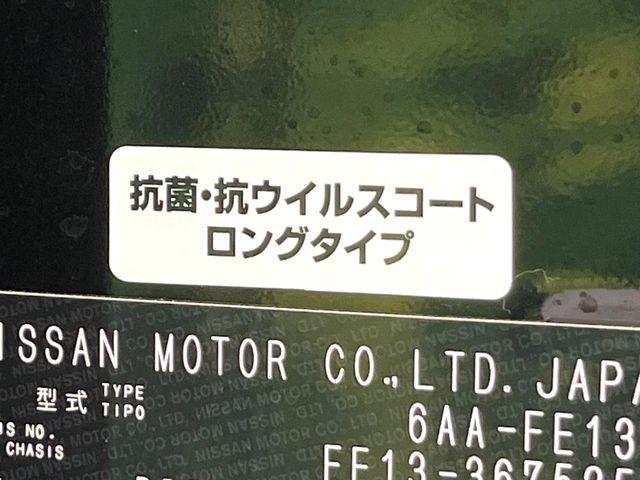 抗菌・抗ウイルスコート
ロングタイプ
NISSAN MOTOR CO.,LTD. JAPA
型式 TYPE TIPO 6AA-FE13
NO.
CHASIS